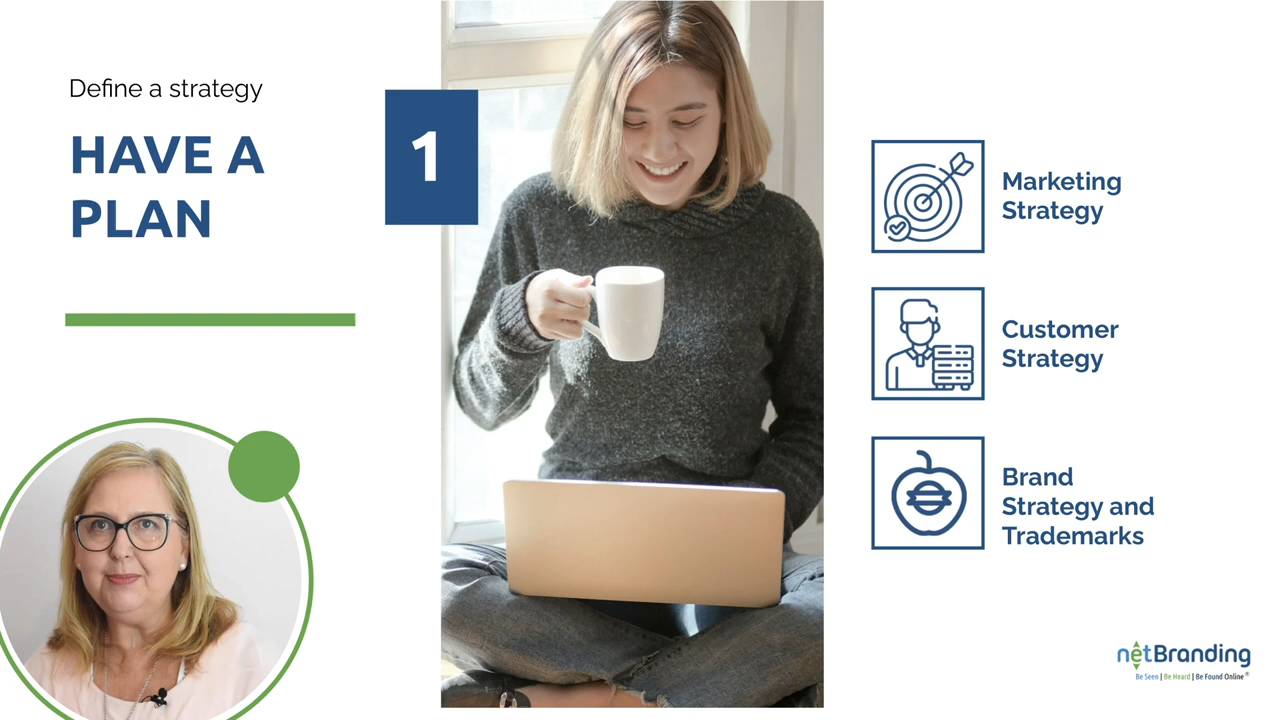 Define a strategy
HAVE A
PLAN
1
Marketing
Strategy
Customer
Strategy
Brand
Strategy and
Trademarks
netBranding
Be Seen | Be Heard | Be Found Online ®